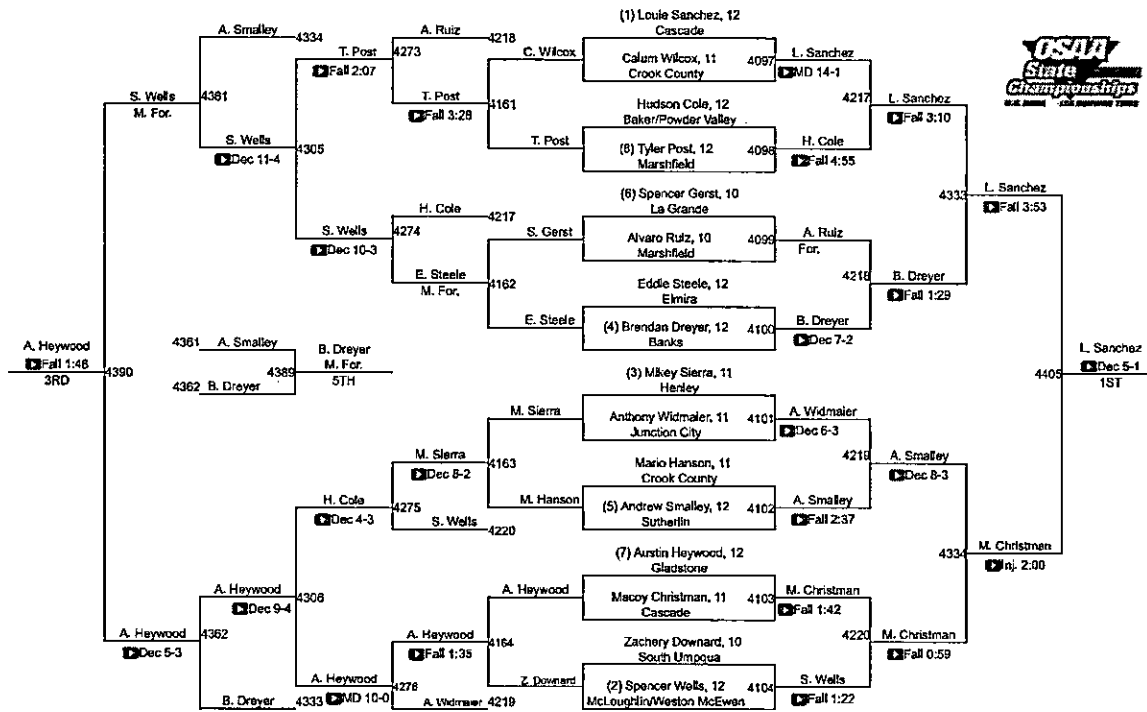 OSAA
State
Championships
A. Smalley
4334
S. Wells
M. For.
4361
S. Wells
Dec 11-4
T. Post
Fall 2:07
4305
S. Wells
Dec 10-3
A. Ruiz
4218
4273
T. Post
Fall 3:28
H. Cole
4217
4274
E. Steele
M. For.
C. Wilcox
4161
T. Post
S. Gerst
4162
E. Steele
(1) Louie Sanchez, 12
Cascade
Calum Wilcox, 11
Crook County
4097
Hudson Cole, 12
Baker/Powder Valley
(8) Tyler Post, 12
Marshfield
4098
(6) Spencer Gerst, 10
La Grande
Alvaro Ruiz, 10
Marshfield
4099
Eddie Steele, 12
Elmira
(4) Brendan Dreyer, 12
Banks
4100
L. Sanchez
MD 14-1
4217
H. Cole
Fall 4:55
A. Ruiz
For.
4218
B. Dreyer
Dec 7-2
L. Sanchez
Fall 3:10
4333
B. Dreyer
Fall 1:29
L. Sanchez
Fall 3:53
A. Heywood
Fall 1:46
3RD
4390
4361
A. Smalley
4389
4362
B. Dreyer
B. Dreyer
M. For.
5TH
L. Sanchez
Dec 5-1
1ST
4405
(3) Mikey Sierra, 11
Henley
Anthony Widmaier, 11
Junction City
4101
Mario Hanson, 11
Crook County
(5) Andrew Smalley, 12
Sutherlin
4102
(7) Austin Heywood, 12
Gladstone
Macoy Christman, 11
Cascade
4103
Zachery Downard, 10
South Umpqua
(2) Spencer Wells, 12
McLoughlin/Weston McEwen
4104
M. Sierra
4163
M. Hanson
A. Heywood
4164
Z. Downard
M. Sierra
Dec 8-2
4275
S. Wells
4220
A. Heywood
Fall 1:35
4276
A. Widmaier
4219
H. Cole
Dec 4-3
4306
A. Heywood
MD 10-0
A. Heywood
Dec 9-4
4362
B. Dreyer
4333
A. Heywood
Dec 5-3
A. Widmaier
Dec 6-3
4219
A. Smalley
Fall 2:37
M. Christman
Fall 1:42
4220
S. Wells
Fall 1:22
A. Smalley
Dec 8-3
4334
M. Christman
Fall 0:59
M. Christman
Inj. 2:00